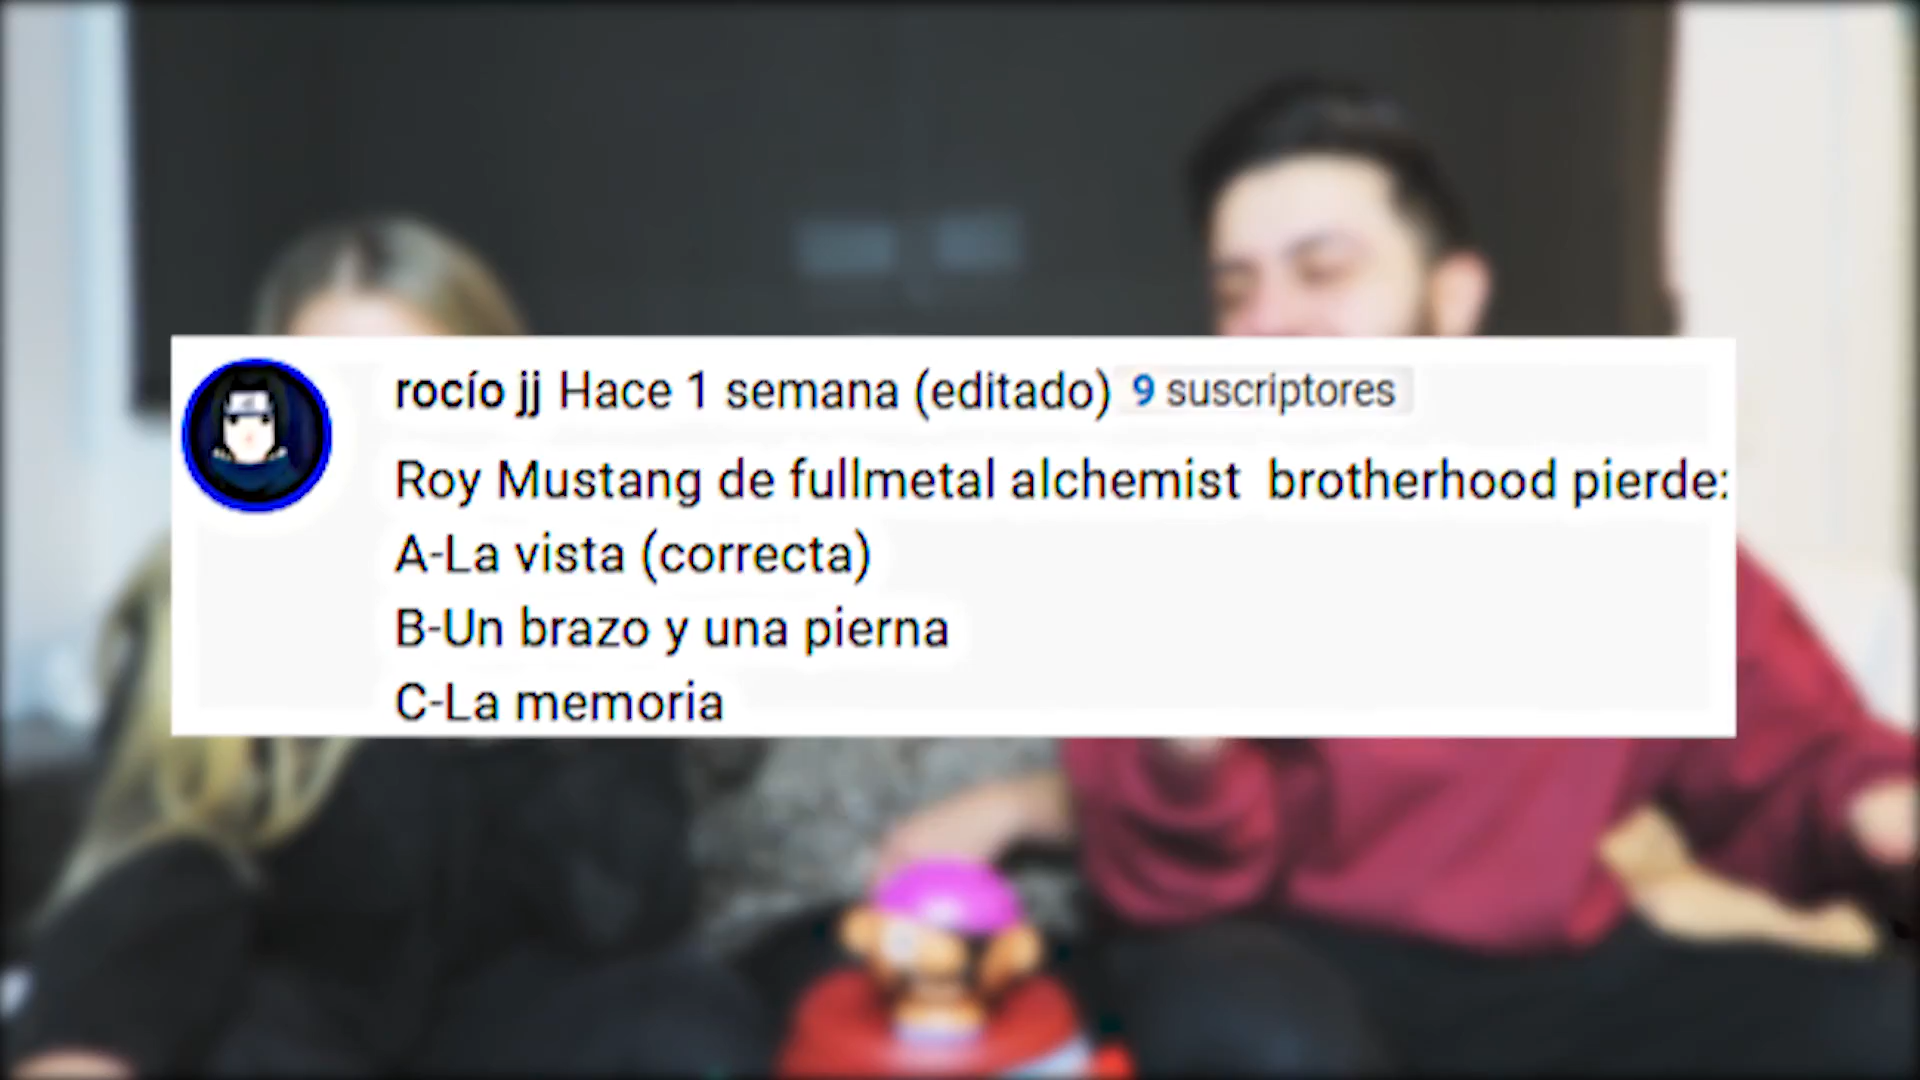 rocío jj Hace 1 semana (editado) 9 suscriptores
Roy Mustang de fullmetal alchemist brotherhood pierde:
A-La vista (correcta)
B-Un brazo y una pierna
C-La memoria